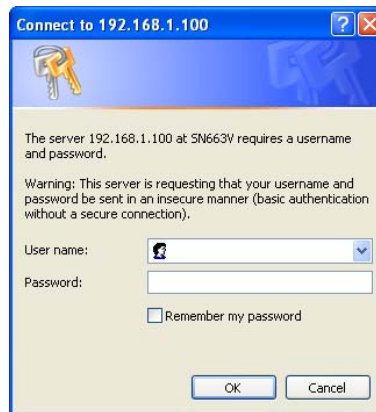 Connect to 192.168.1.100
The server 192.168.1.100 at SN663V requires a username
and password.
Warning: This server is requesting that your username and
password be sent in an insecure manner (basic authentication
without a secure connection).
User name:
Password:
Remember my password
OK
Cancel